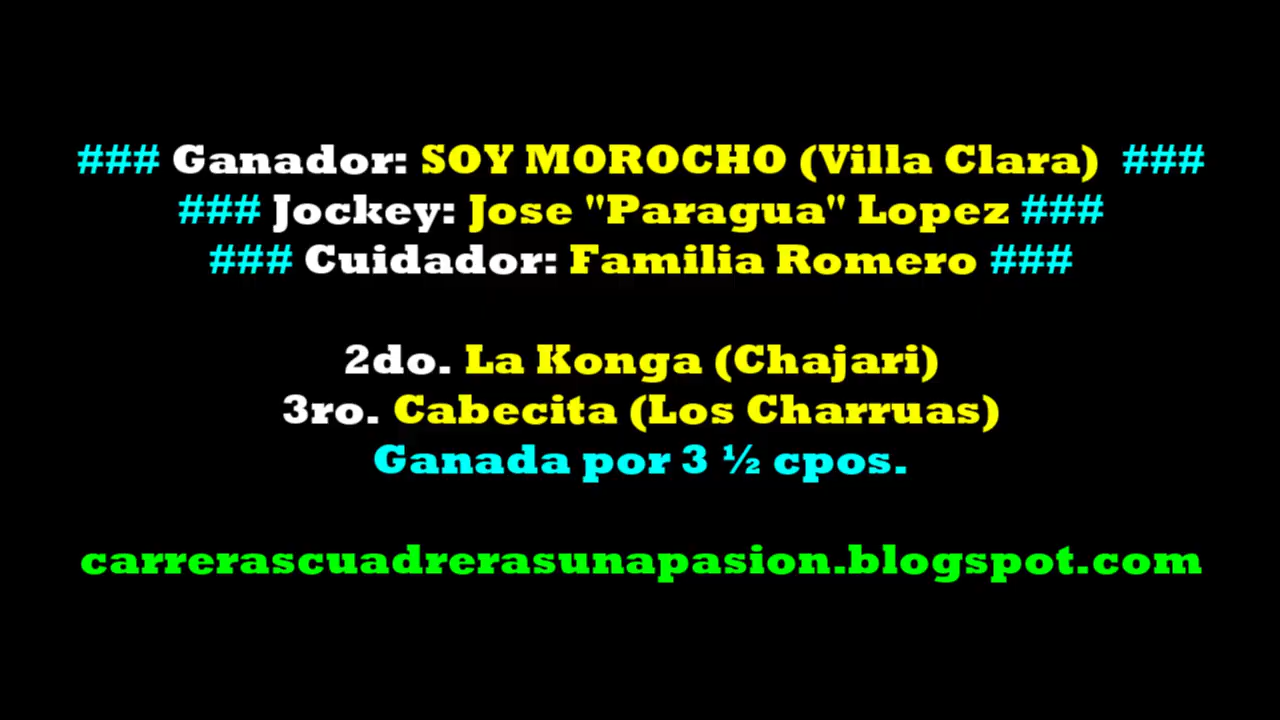 ### Ganador: SOY MOROCHO (Villa Clara) ###
### Jockey: Jose "Paragua" Lopez ###
### Cuidador: Familia Romero ###
2do. La Konga (Chajari)
3ro. Cabecita (Los Charruas)
Ganada por 3 ½ cpos.
carrerascuadrerasunapasion.blogspot.com